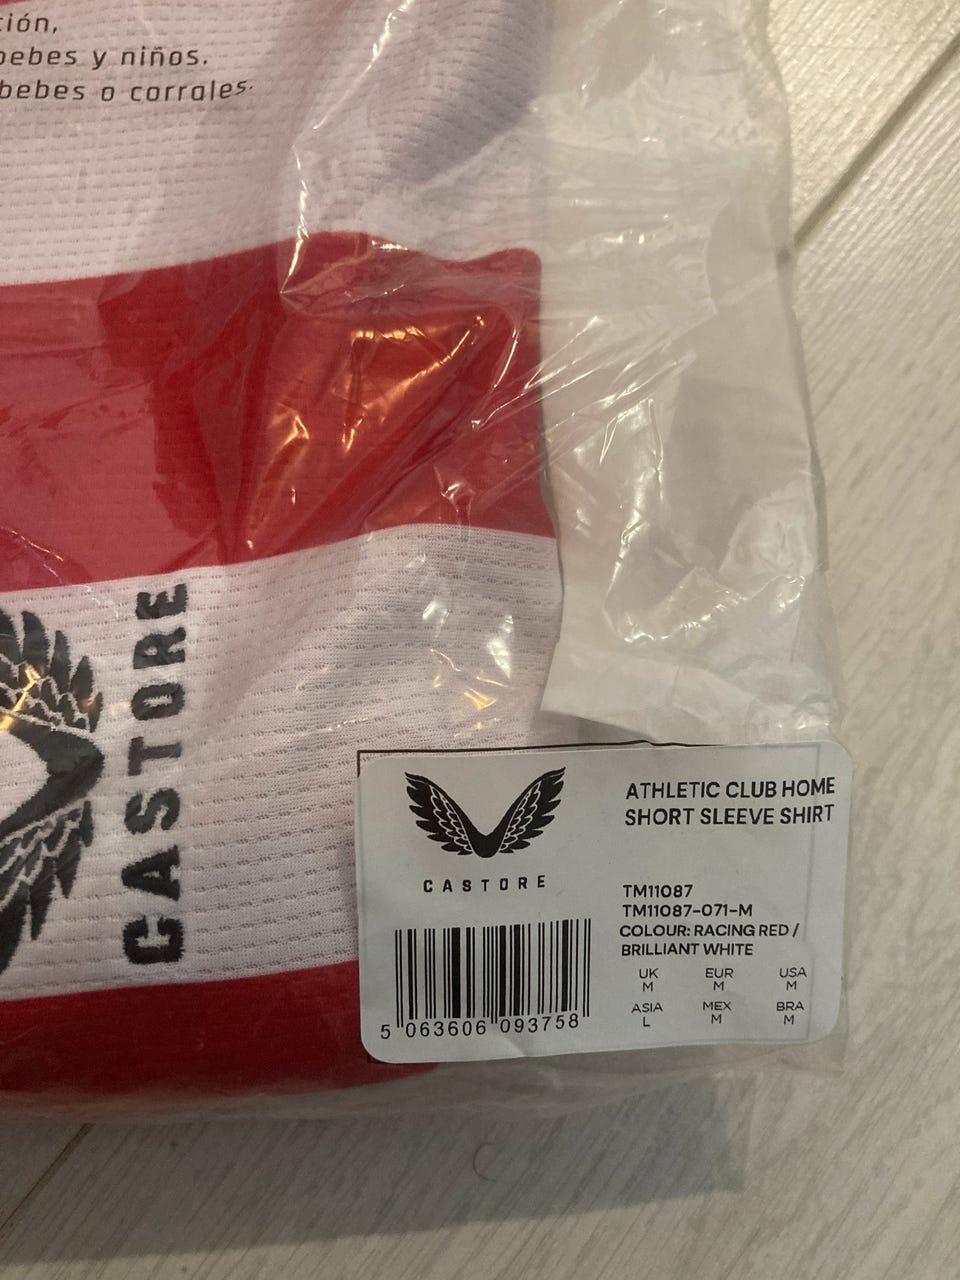 ción,
bebes y niños.
bebes o corrales.
CASTORE
CASTORE
ATHLETIC CLUB HOME
SHORT SLEEVE SHIRT
TM11087
TM11087-071-M
COLOUR: RACING RED /
BRILLIANT WHITE
UK EUR USA
M M M
ASIA MEX BRA
L M M
5 063606 093758